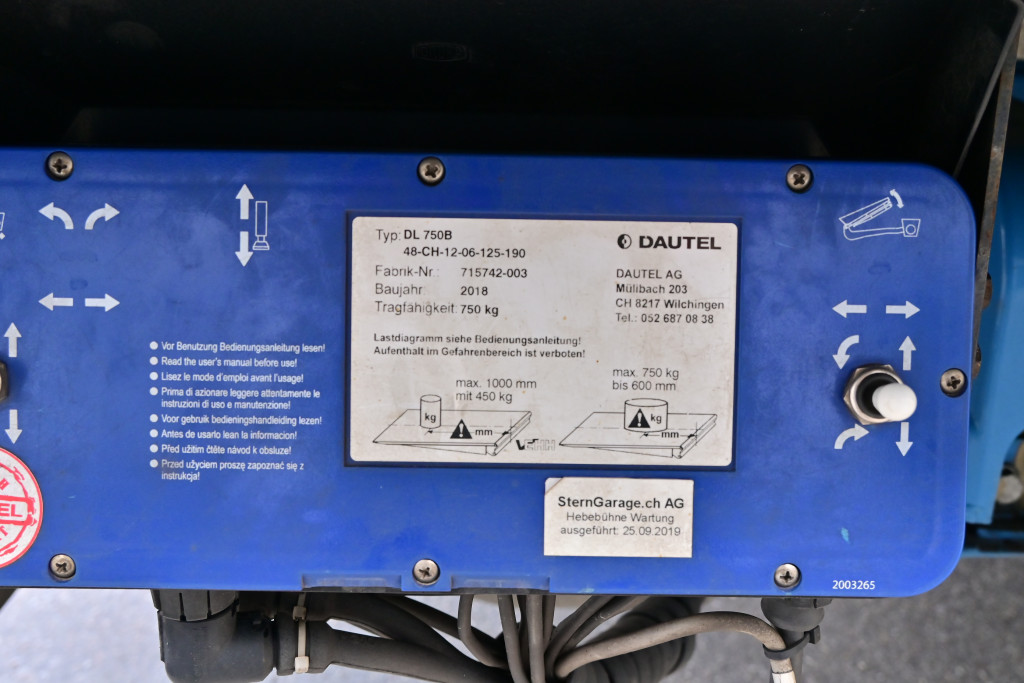 Typ: DL 750B
48-CH-12-06-125-190
Fabrik-Nr.: 715742-003
Baujahr: 2018
Tragfähigkeit: 750 kg
DAUTEL
DAUTEL AG
Mülibach 203
CH 8217 Wilchingen
Tel.: 052 687 08 38
Lastdiagramm siehe Bedienungsanleitung!
Aufenthalt im Gefahrenbereich ist verboten!
max. 1000 mm
mit 450 kg
kg
mm
max. 750 kg
bis 600 mm
kg
mm
Vor Benutzung Bedienungsanleitung lesen!
Read the user's manual before use!
Lisez le mode d'emploi avant l'usage!
Prima di azionare leggere attentamente le
instruzioni di uso e manutenzione!
Voor gebruik bedieningshandleiding lezen!
Antes de usarlo lean la informacion!
Před užitím čtěte návod k obsluze!
Przed użyciem proszę zapoznać się z
instrukcja!
SternGarage.ch AG
Hebebühne Wartung
ausgeführt: 25.09.2019
2003265